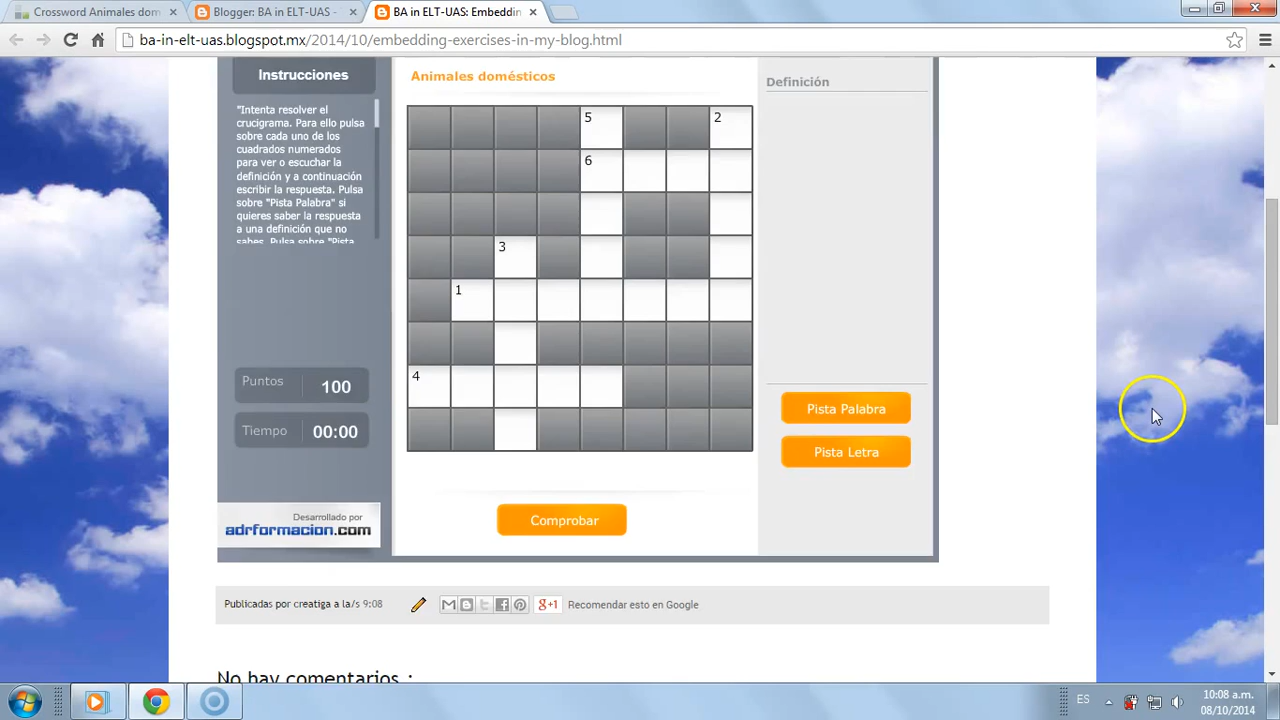 Crossword Animales dom
Blogger: BA in ELT-UAS -
BA in ELT-UAS: Embeddin
ba-in-elt-uas.blogspot.mx/2014/10/embedding-exercises-in-my-blog.html
Instrucciones
"Intenta resolver el
crucigrama. Para ello pulsa
sobre cada uno de los
cuadrados numerados
para ver o escuchar la
definición y a continuación
escribir la respuesta. Pulsa
sobre "Pista Palabra" si
quieres saber la respuesta
a una definición que no
sabes. Pulsa sobre "Pista
Puntos 100
Tiempo 00:00
Desarrollado por
adrformacion.com
Animales domésticos
5 2
6
3
1
4
Comprobar
Definición
Pista Palabra
Pista Letra
Publicadas por creatiga a la/s 9:08
g+1 Recomendar esto en Google
No hay comentarios :
ES
10:08 a.m.
08/10/2014